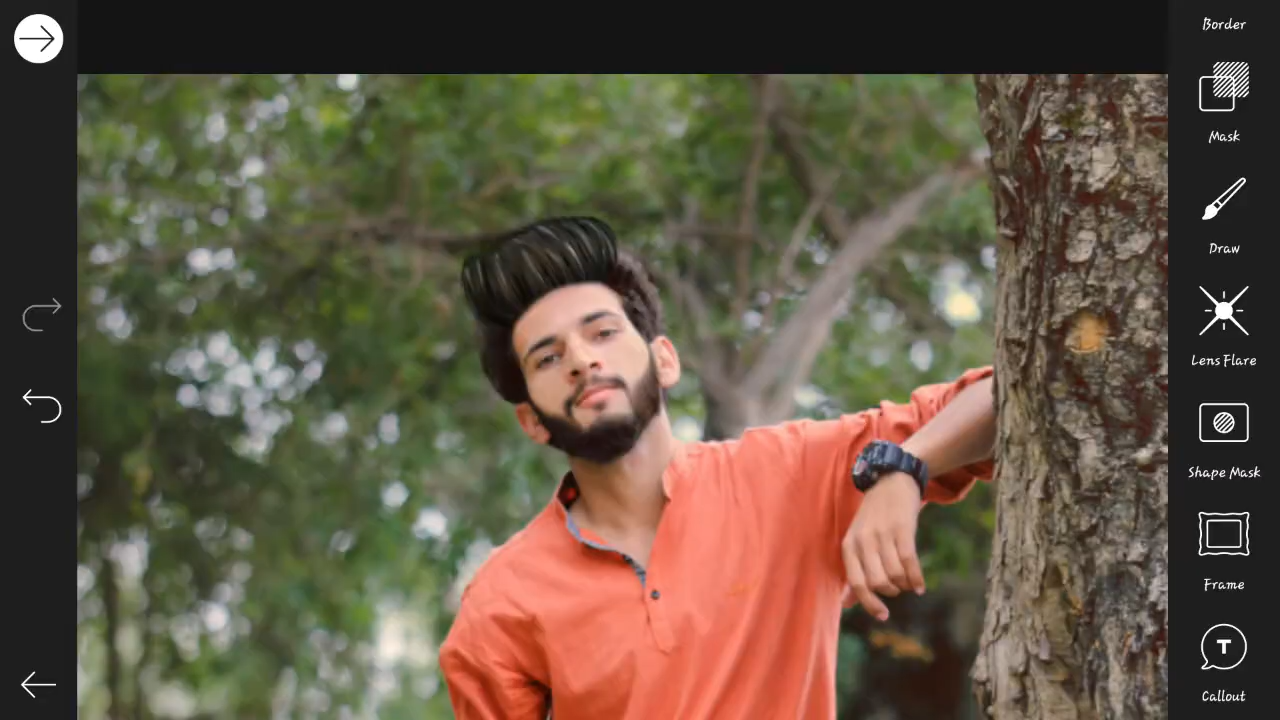 Border
Mask
Draw
Lens Flare
Shape Mask
Frame
T
Callout